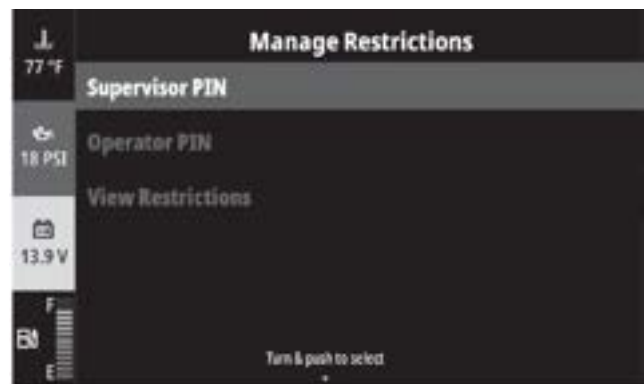 Manage Restrictions
77 °F
Supervisor PIN
Operator PIN
18 PSI
View Restrictions
13.9 V
F
E
Turn & push to select